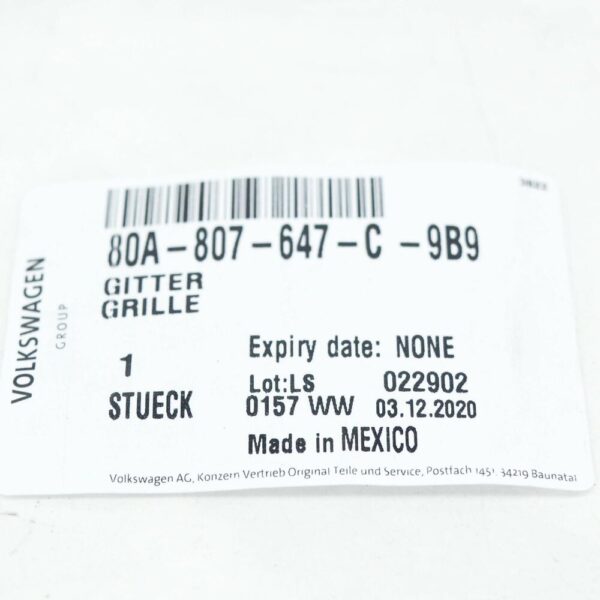 80A-807-647-C -9B9
GITTER
GRILLE
VOLKSWAGEN
GROUP
1
STUECK
Expiry date: NONE
Lot:LS 022902
0157 WW 03.12.2020
Made in MEXICO
Volkswagen AG, Konzern Vertrieb Original Teile und Service, Postfach 1451, 34219 Baunatal